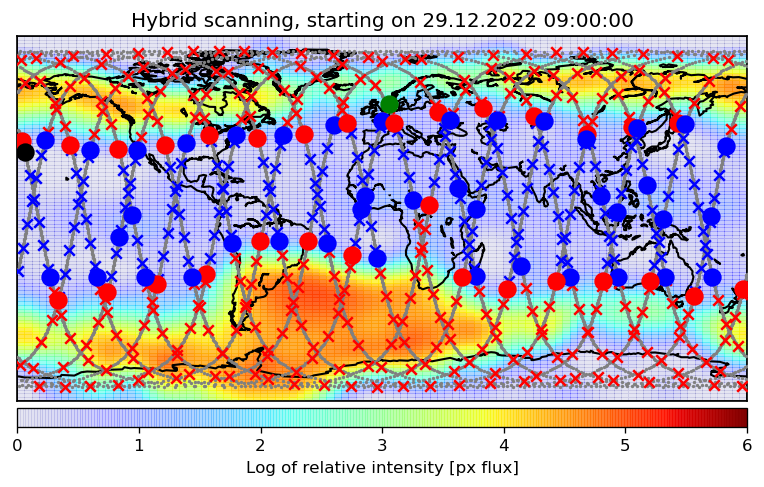 Hybrid scanning, starting on 29.12.2022 09:00:00
0 1 2 3 4 5 6
Log of relative intensity [px flux]